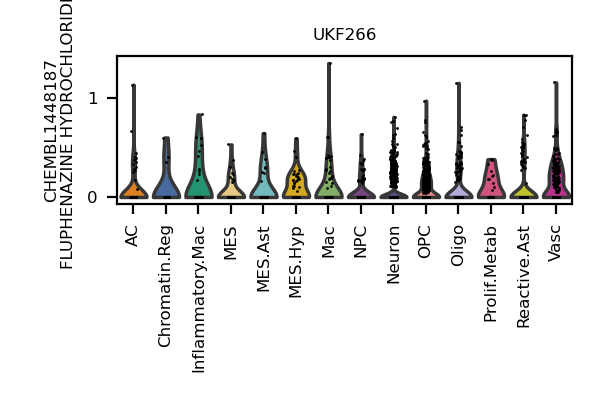 UKF266
CHEMBL1448187
FLUPHENAZINE HYDROCHLORIDE
1
0
AC
Chromatin.Reg
Inflammatory.Mac
MES
MES.Ast
MES.Hyp
Mac
NPC
Neuron
OPC
Oligo
Prolif.Metab
Reactive.Ast
Vasc